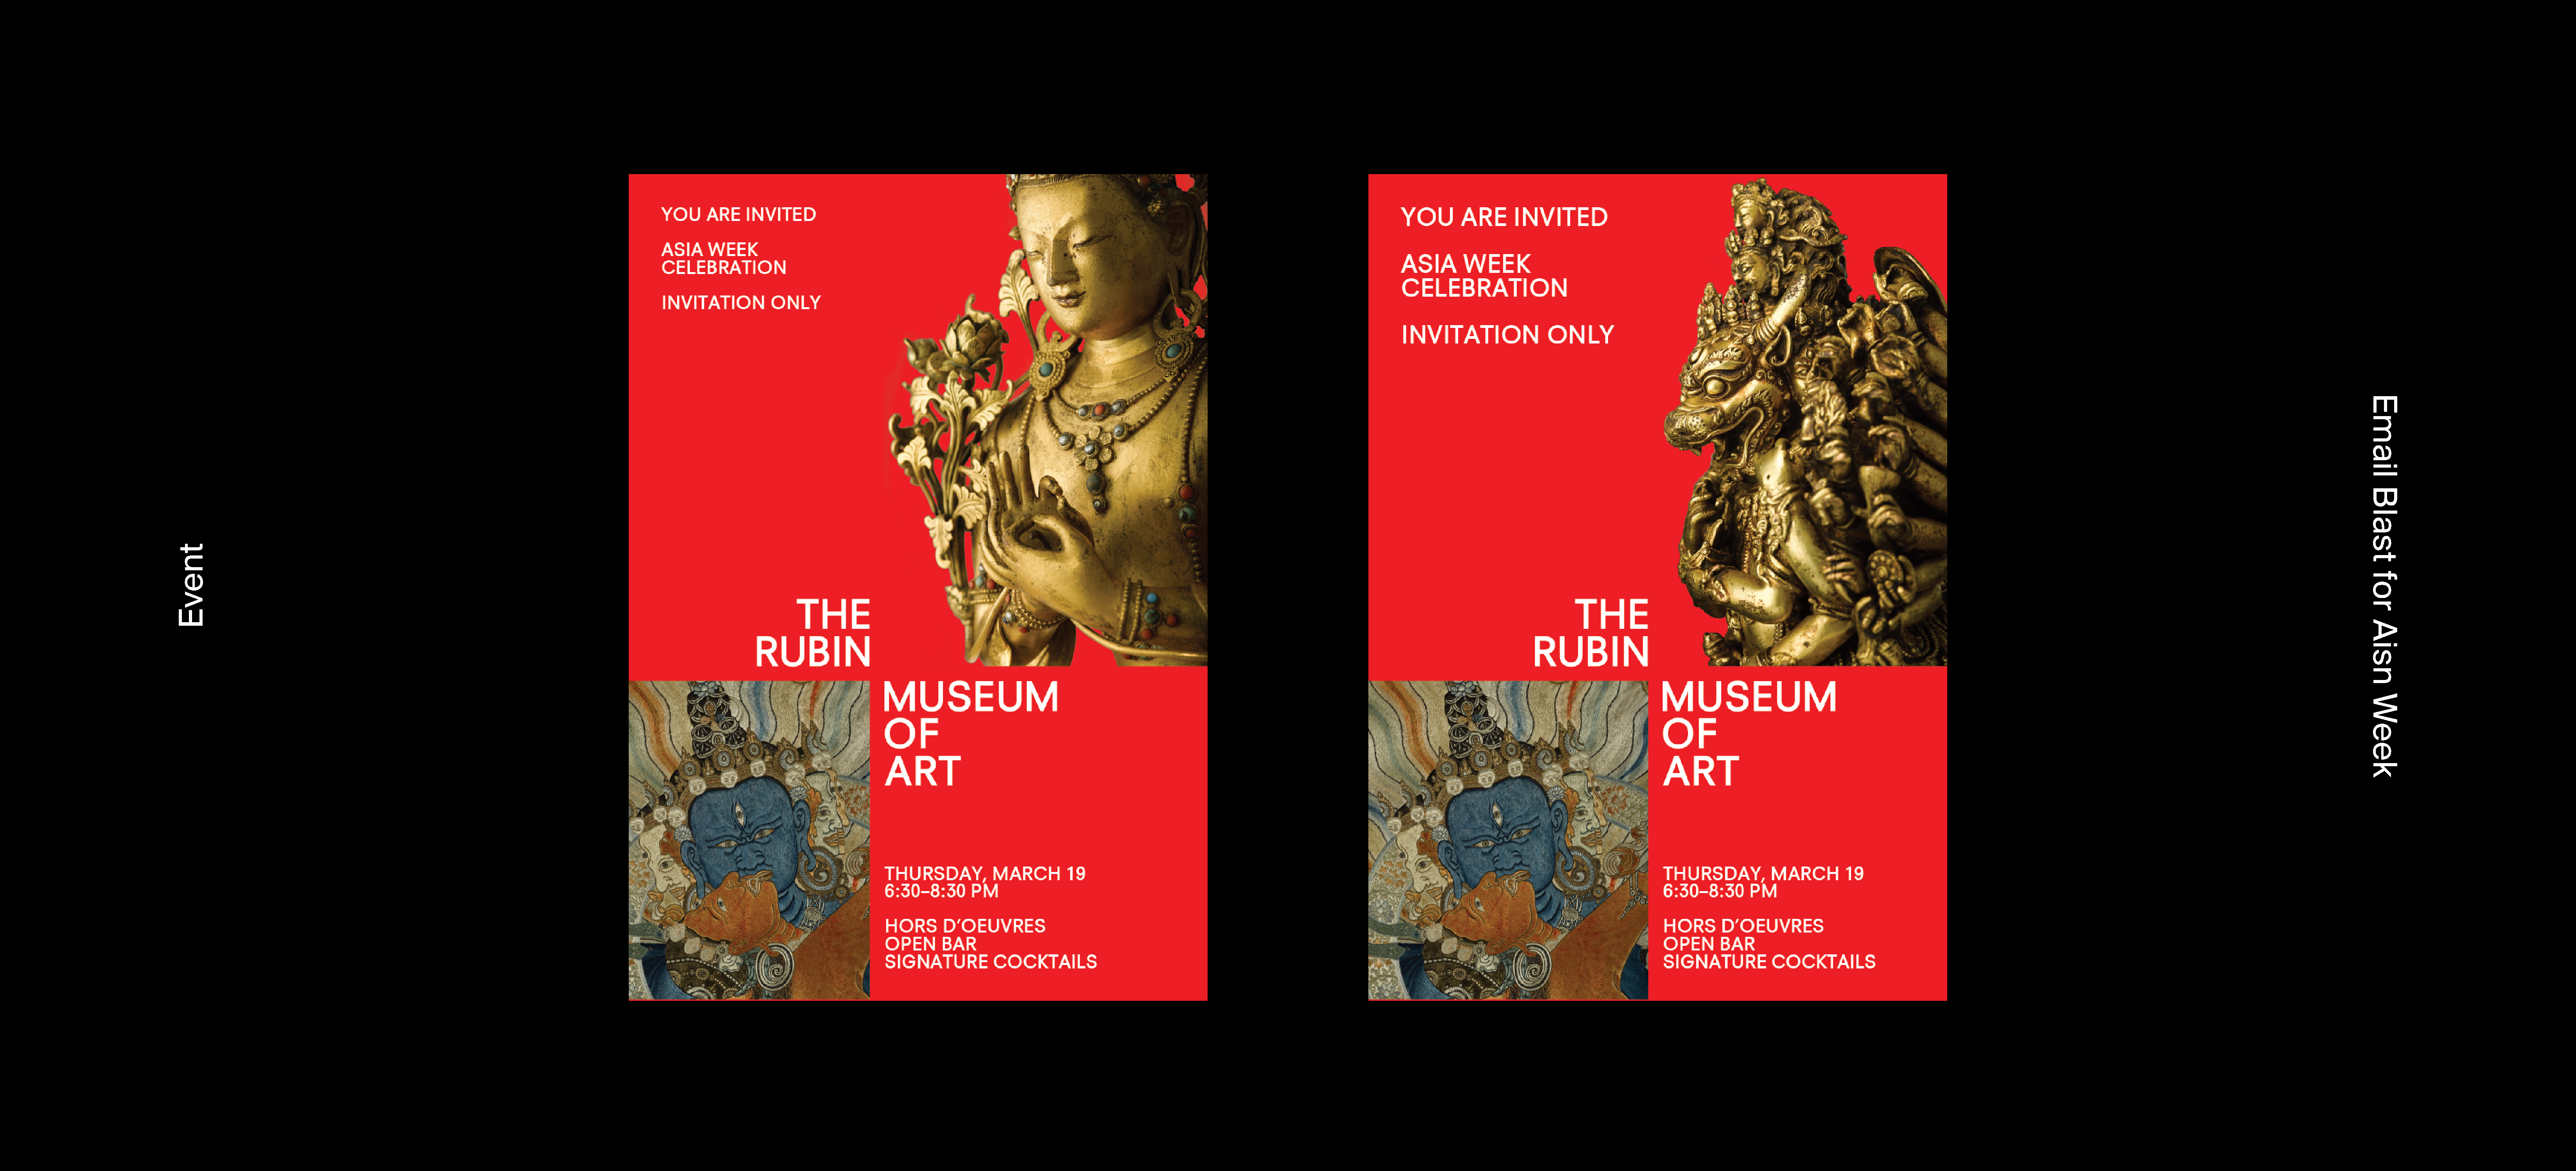 Event
YOU ARE INVITED
ASIA WEEK
CELEBRATION
INVITATION ONLY
THE
RUBIN
MUSEUM
OF
ART
THURSDAY, MARCH 19
6:30–8:30 PM
HORS D’OEUVRES
OPEN BAR
SIGNATURE COCKTAILS
YOU ARE INVITED
ASIA WEEK
CELEBRATION
INVITATION ONLY
THE
RUBIN
MUSEUM
OF
ART
THURSDAY, MARCH 19
6:30–8:30 PM
HORS D’OEUVRES
OPEN BAR
SIGNATURE COCKTAILS
Email Blast for Aisn Week